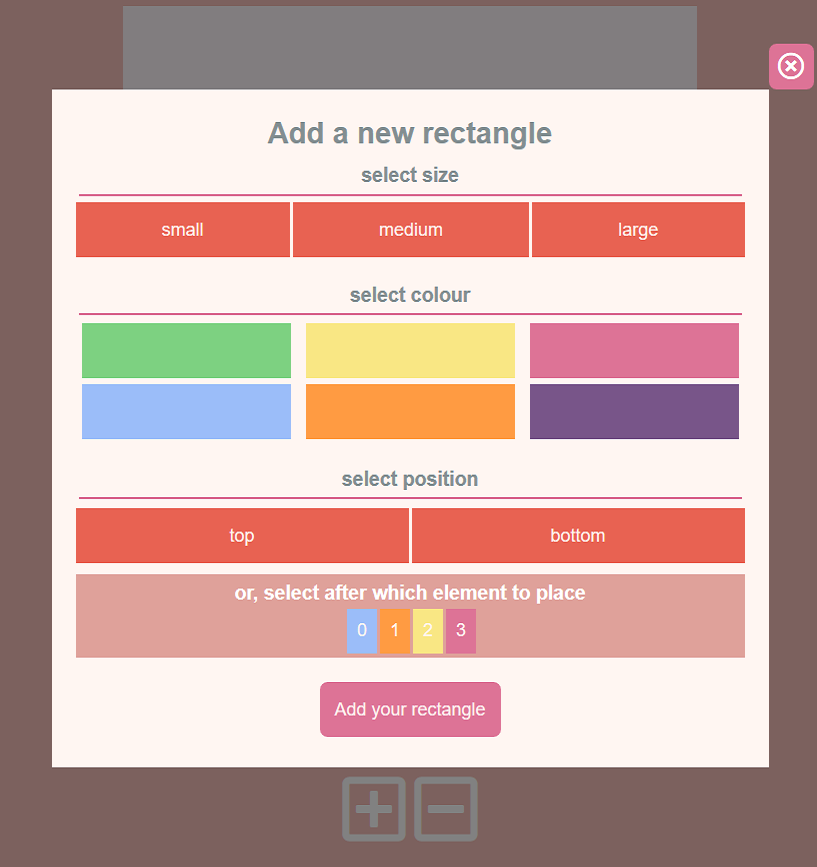 Add a new rectangle
select size
small medium large
select colour
select position
top bottom
or, select after which element to place
0 1 2 3
Add your rectangle